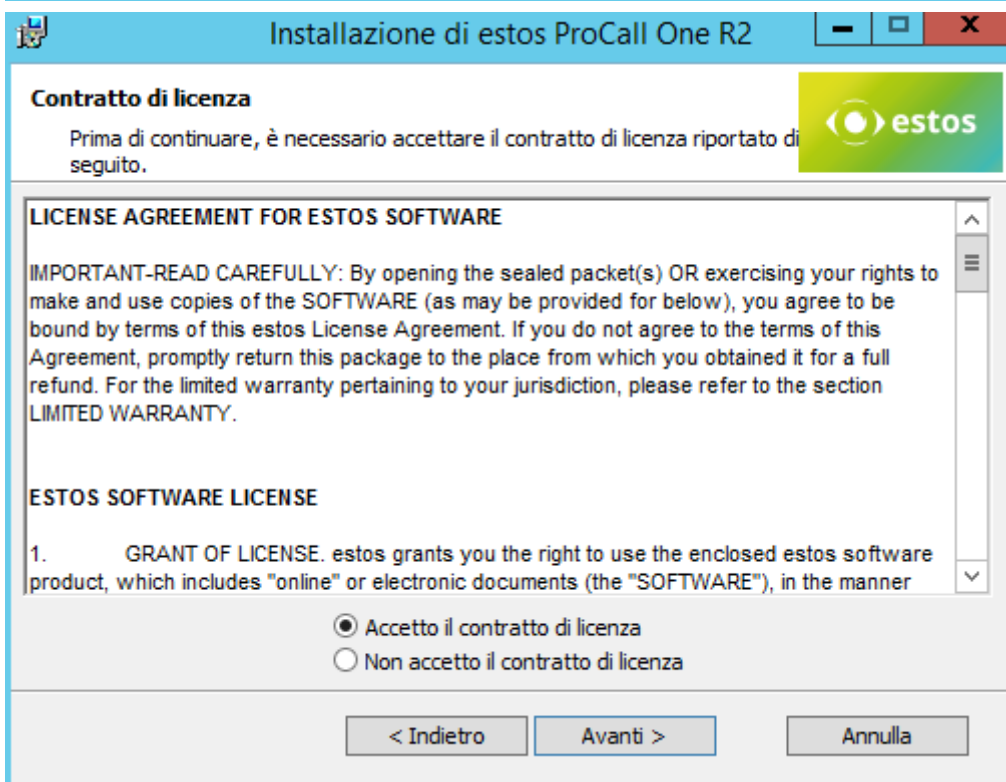 Installazione di estos ProCall One R2
Contratto di licenza
Prima di continuare, è necessario accettare il contratto di licenza riportato di
seguito.
estos
LICENSE AGREEMENT FOR ESTOS SOFTWARE
IMPORTANT-READ CAREFULLY: By opening the sealed packet(s) OR exercising your rights to
make and use copies of the SOFTWARE (as may be provided for below), you agree to be
bound by terms of this estos License Agreement. If you do not agree to the terms of this
Agreement, promptly return this package to the place from which you obtained it for a full
refund. For the limited warranty pertaining to your jurisdiction, please refer to the section
LIMITED WARRANTY.
ESTOS SOFTWARE LICENSE
1. GRANT OF LICENSE. estos grants you the right to use the enclosed estos software
product, which includes "online" or electronic documents (the "SOFTWARE"), in the manner
Accetto il contratto di licenza
Non accetto il contratto di licenza
< Indietro
Avanti >
Annulla